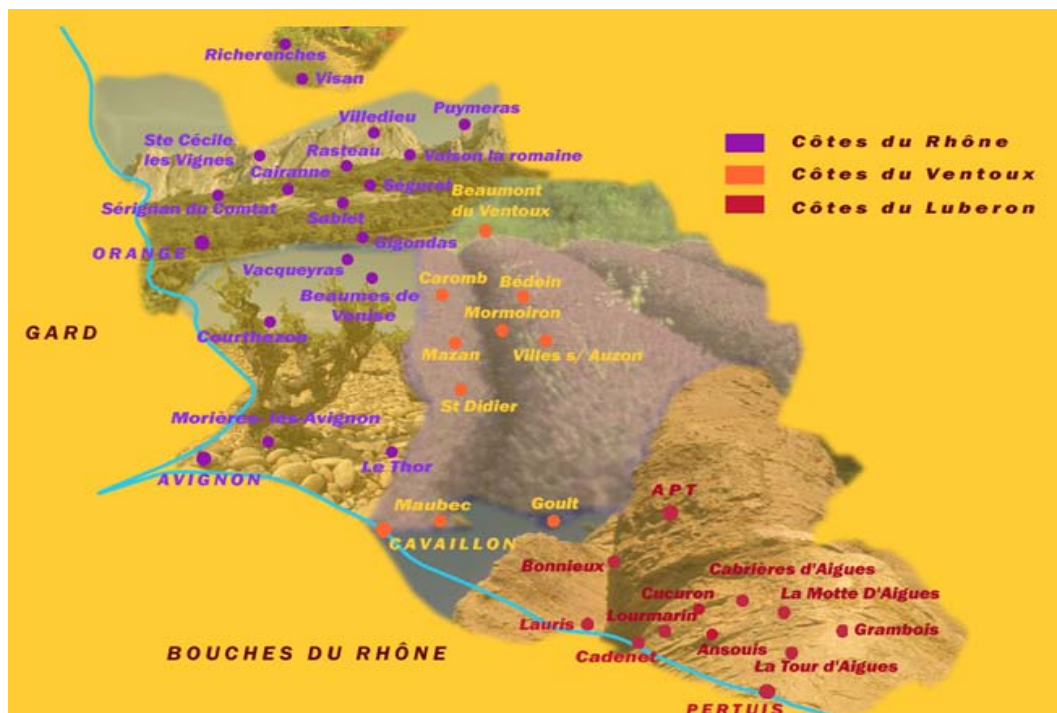 Richerenches
Visan
Puymeras
Villedieu
Ste Cécile
les Vignes
Rasteau
Vaison la romaine
Cairanne
Séguret
Sérignan du Comtat
Sablet
Beaumont
du Ventoux
ORANGE
Gigondas
Vacqueyras
Beaumes de
Venise
Caromb
Bédoin
Mormoiron
Courthezon
Mazan
Villes s/ Auzon
St Didier
Morières-lès-Avignon
Le Thor
AVIGNON
Maubec
Goult
CAVAILLON
APT
Bonnieux
Cabrières d'Aigues
Cucuron
La Motte D'Aigues
Lauris
Lourmarin
Grambois
Cadenet
Ansouis
La Tour d'Aigues
PERTUIS
GARD
BOUCHES DU RHÔNE
Côtes du Rhône
Côtes du Ventoux
Côtes du Luberon